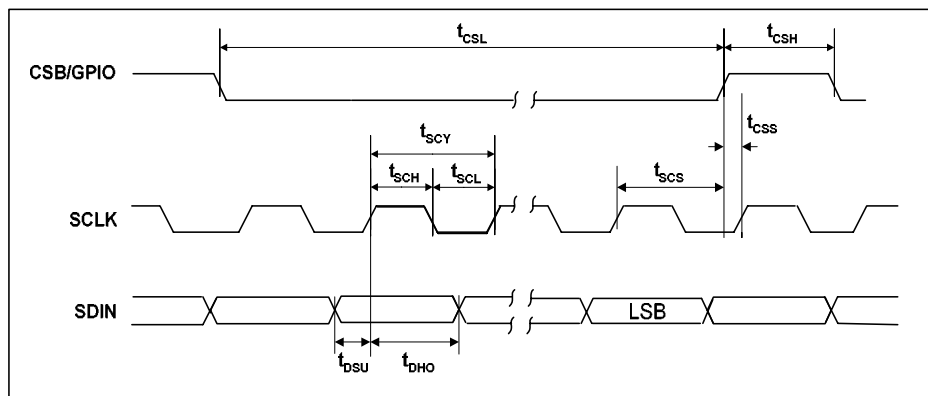 tCSL
tCSH
CSB/GPIO
tCSS
tSCY
tSCH
tSCL
tSCS
SCLK
SDIN
LSB
tDSU
tDHO